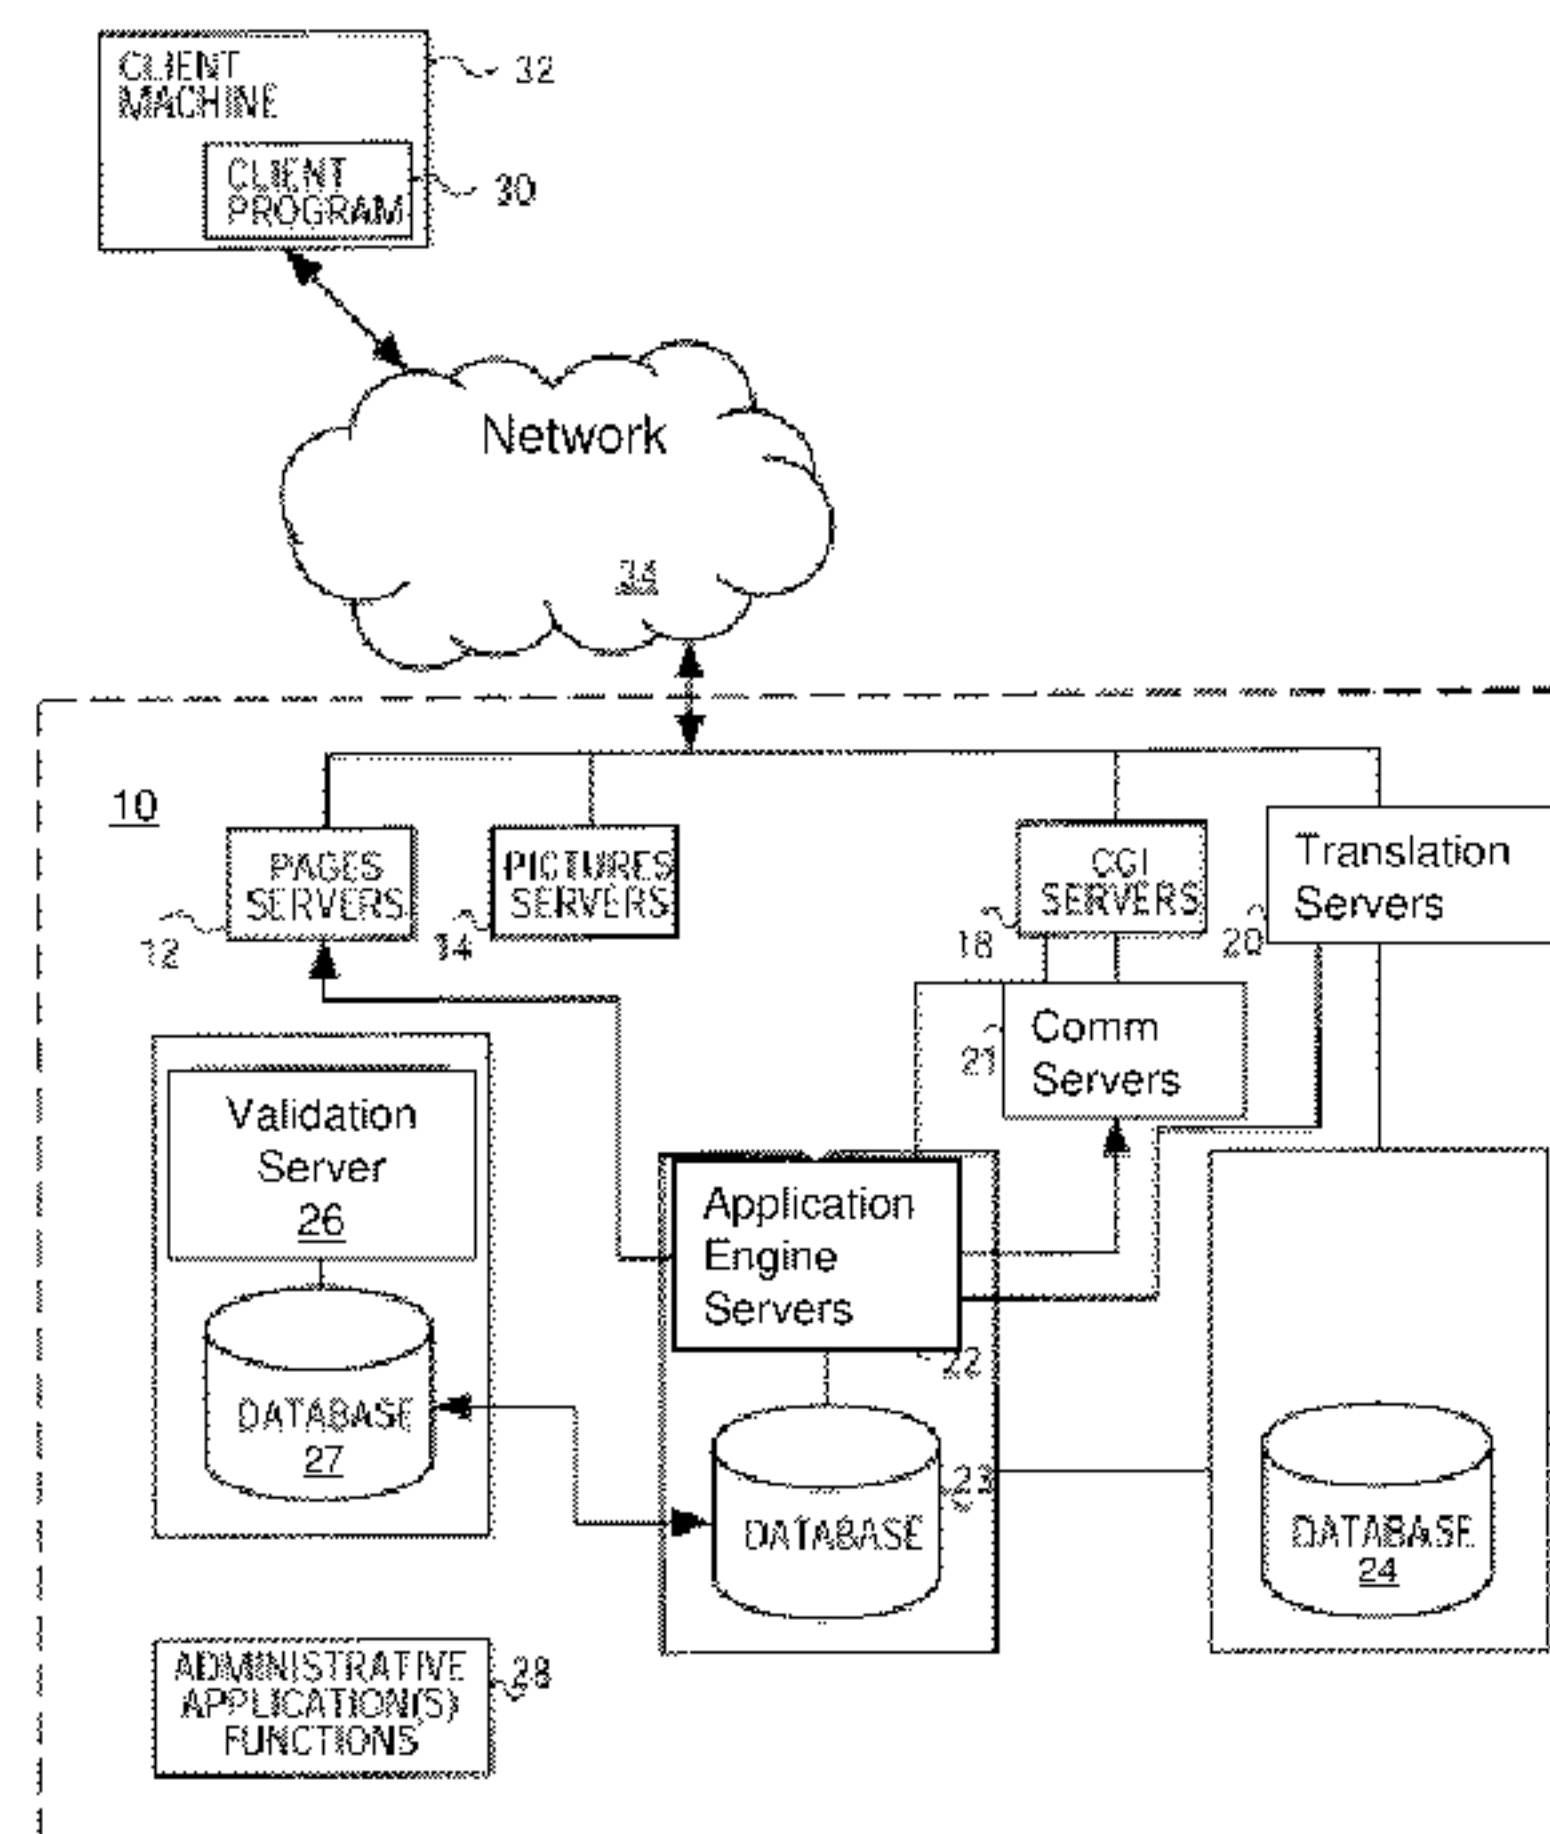 CLIENT
MACHINE
32
CLIENT
PROGRAM
30
Network
34
10
PAGES
SERVERS
12
PICTURES
SERVERS
14
CGI
SERVERS
18
Translation
Servers
20
Comm
Servers
21
Validation
Server
26
Application
Engine
Servers
22
DATABASE
27
DATABASE
23
DATABASE
24
ADMINISTRATIVE
APPLICATION(S)
FUNCTIONS
28